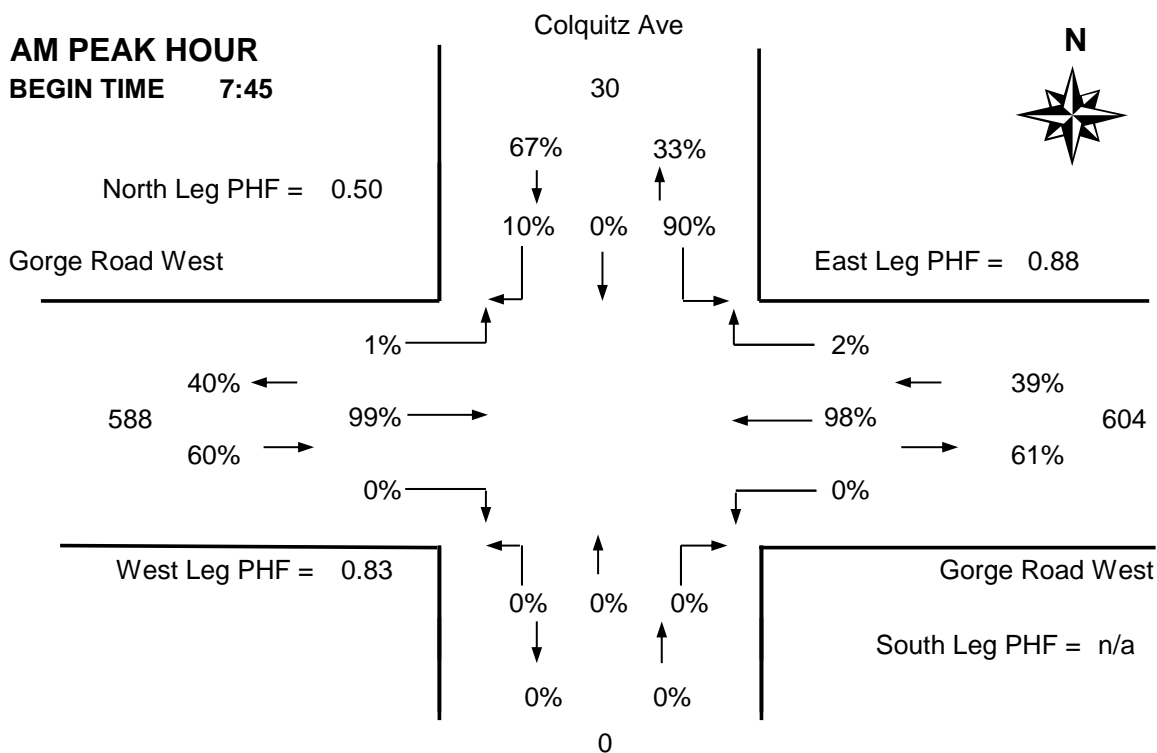 Colquitz Ave
AM PEAK HOUR
N
BEGIN TIME 7:45
30
67% 33%
North Leg PHF = 0.50
10% 0% 90%
Gorge Road West
East Leg PHF = 0.88
1% 2%
40% 39%
588 99% 98% 604
60% 61%
0% 0%
West Leg PHF = 0.83
Gorge Road West
0% 0% 0%
South Leg PHF = n/a
0% 0%
0